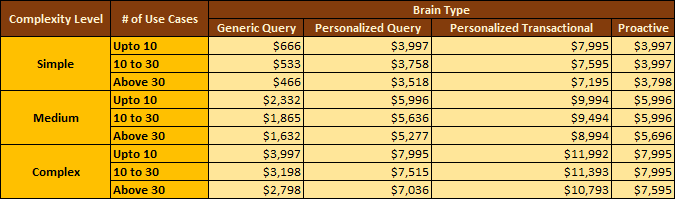 Complexity Level # of Use Cases Brain Type
Generic Query Personalized Query Personalized Transactional Proactive
Simple Upto 10 $666 $3,997 $7,995 $3,997
10 to 30 $533 $3,758 $7,595 $3,997
Above 30 $466 $3,518 $7,195 $3,798
Medium Upto 10 $2,332 $5,996 $9,994 $5,996
10 to 30 $1,865 $5,636 $9,494 $5,996
Above 30 $1,632 $5,277 $8,994 $5,696
Complex Upto 10 $3,997 $7,995 $11,992 $7,995
10 to 30 $3,198 $7,515 $11,393 $7,995
Above 30 $2,798 $7,036 $10,793 $7,595